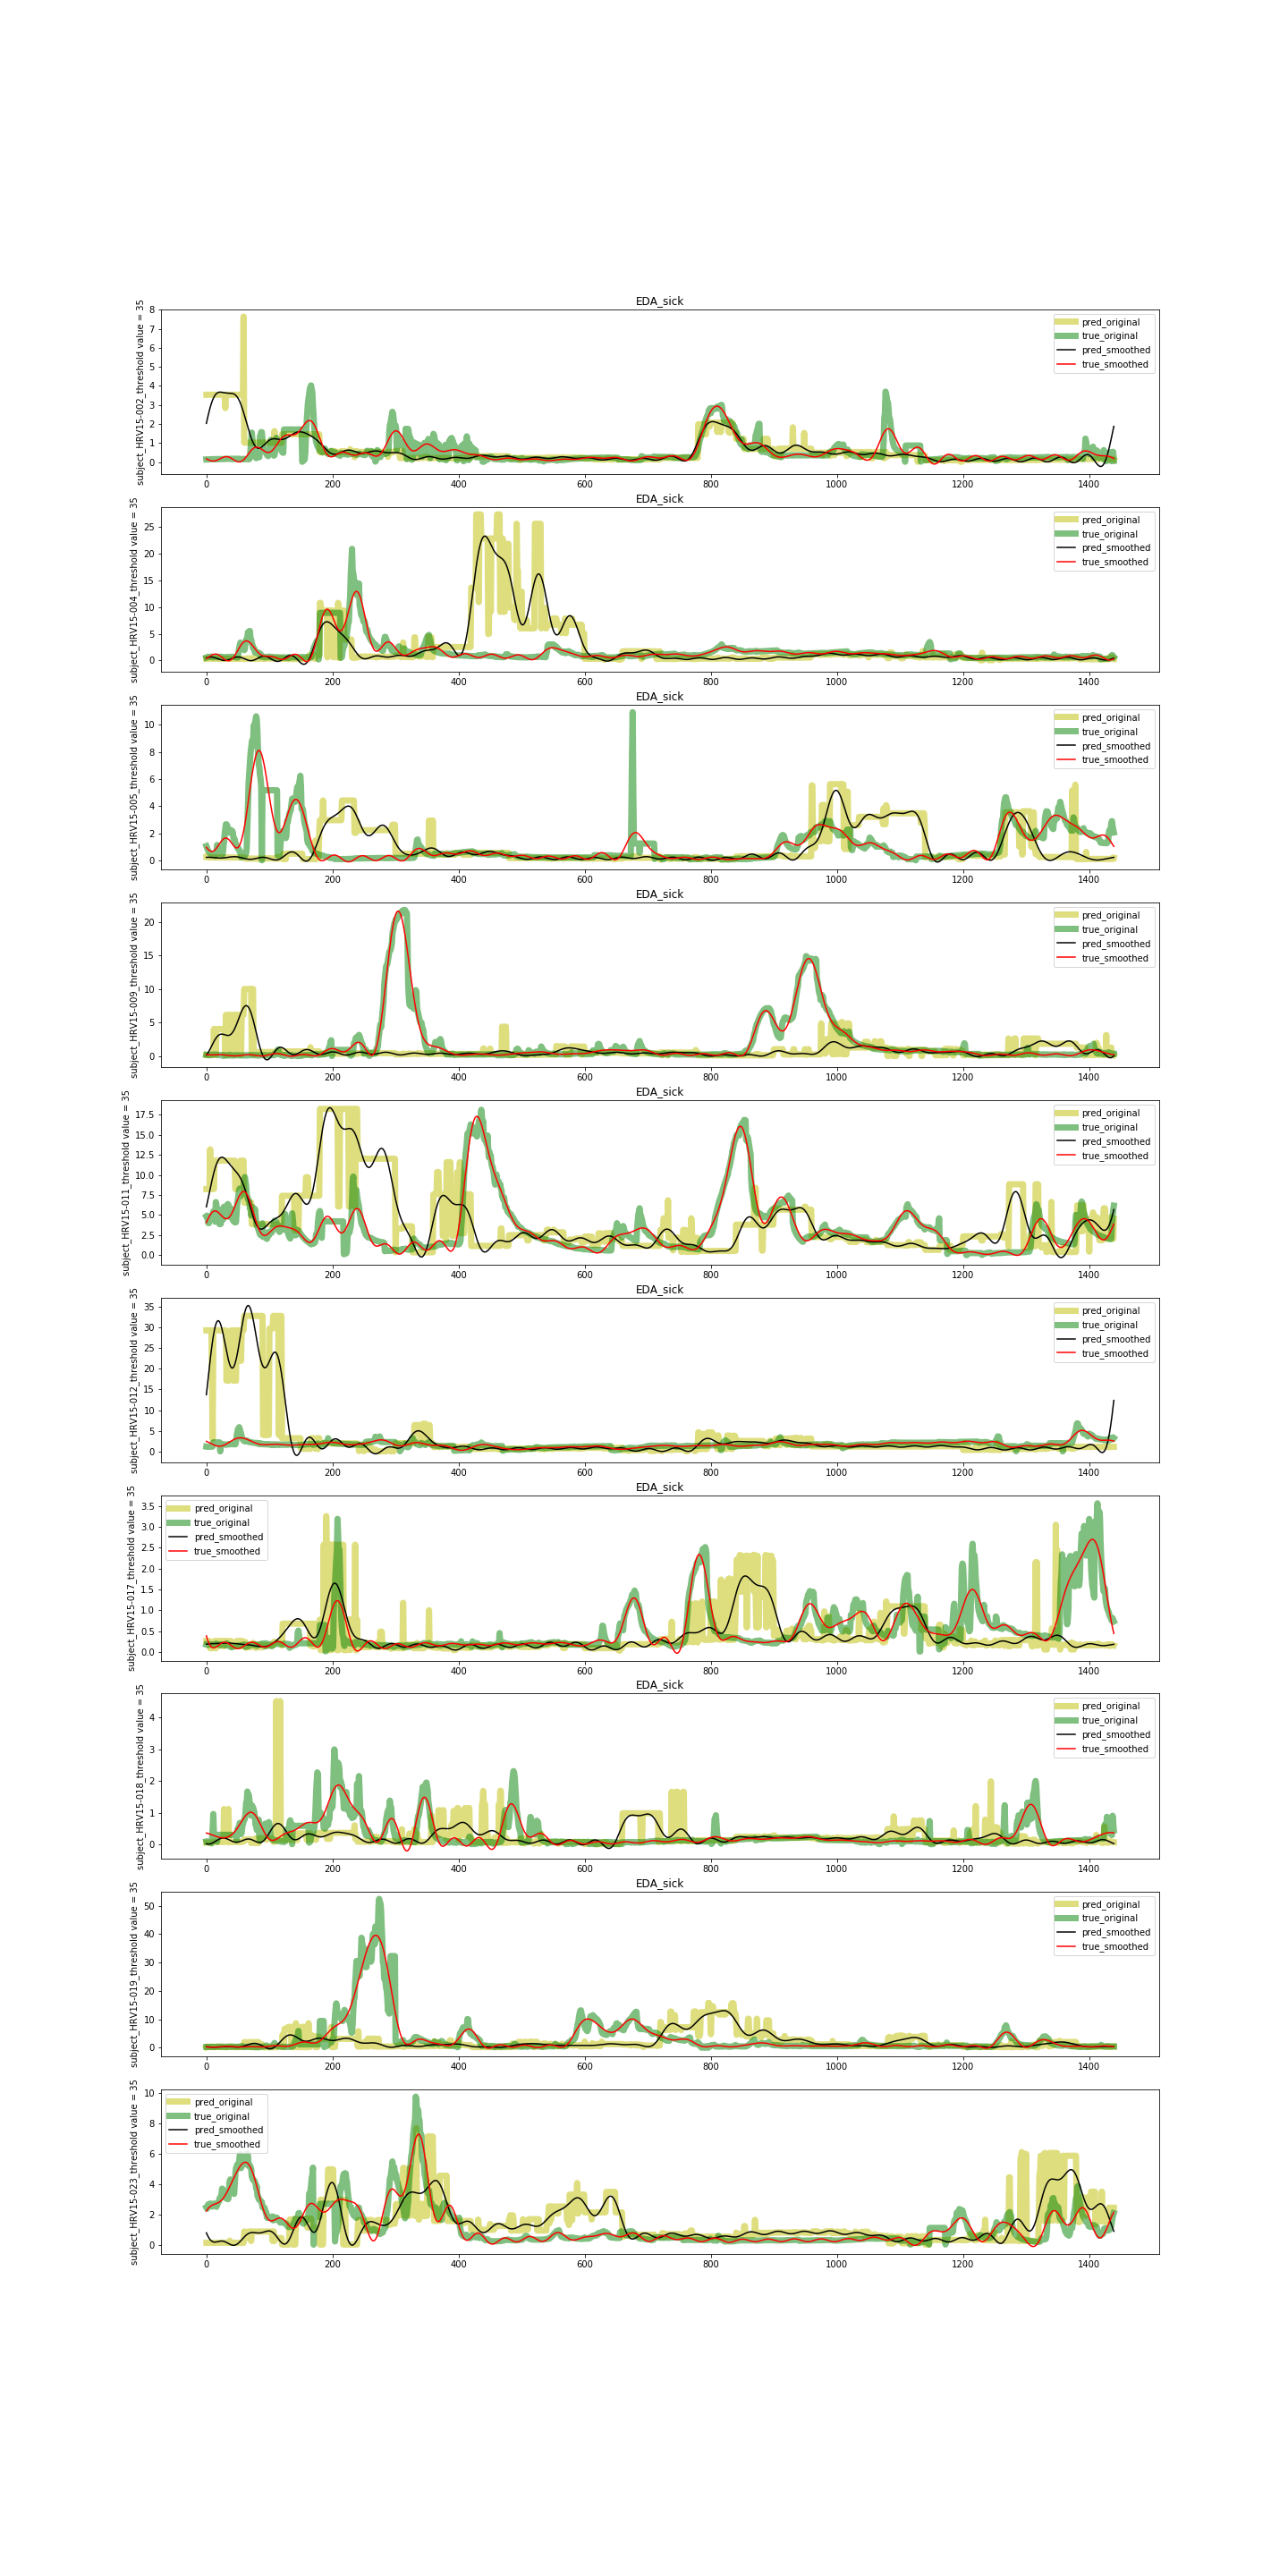 EDA_sick
subject_HRV15-002_threshold value = 35
8
7
6
5
4
3
2
1
0
pred_original
true_original
pred_smoothed
true_smoothed
0 200 400 600 800 1000 1200 1400
EDA_sick
subject_HRV15-004_threshold value = 35
25
20
15
10
5
0
pred_original
true_original
pred_smoothed
true_smoothed
0 200 400 600 800 1000 1200 1400
EDA_sick
subject_HRV15-005_threshold value = 35
10
8
6
4
2
0
pred_original
true_original
pred_smoothed
true_smoothed
0 200 400 600 800 1000 1200 1400
EDA_sick
subject_HRV15-009_threshold value = 35
20
15
10
5
0
pred_original
true_original
pred_smoothed
true_smoothed
0 200 400 600 800 1000 1200 1400
EDA_sick
subject_HRV15-011_threshold value = 35
17.5
15.0
12.5
10.0
7.5
5.0
2.5
0.0
pred_original
true_original
pred_smoothed
true_smoothed
0 200 400 600 800 1000 1200 1400
EDA_sick
subject_HRV15-012_threshold value = 35
35
30
25
20
15
10
5
0
pred_original
true_original
pred_smoothed
true_smoothed
0 200 400 600 800 1000 1200 1400
EDA_sick
subject_HRV15-017_threshold value = 35
3.5
3.0
2.5
2.0
1.5
1.0
0.5
0.0
pred_original
true_original
pred_smoothed
true_smoothed
0 200 400 600 800 1000 1200 1400
EDA_sick
subject_HRV15-018_threshold value = 35
4
3
2
1
0
pred_original
true_original
pred_smoothed
true_smoothed
0 200 400 600 800 1000 1200 1400
EDA_sick
subject_HRV15-019_threshold value = 35
50
40
30
20
10
0
pred_original
true_original
pred_smoothed
true_smoothed
0 200 400 600 800 1000 1200 1400
subject_HRV15-023_threshold value = 35
10
8
6
4
2
0
pred_original
true_original
pred_smoothed
true_smoothed
0 200 400 600 800 1000 1200 1400